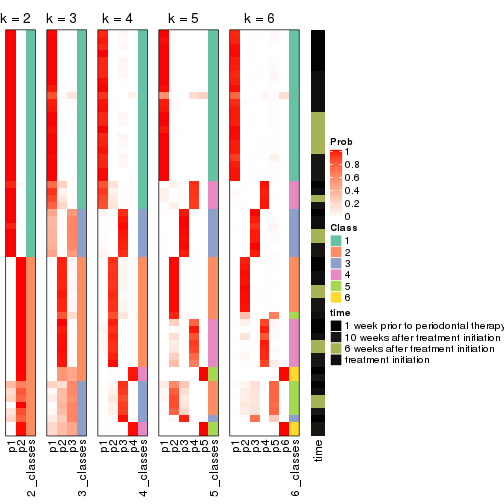 k = 2
k = 3
k = 4
k = 5
k = 6
Prob
1
0.8
0.6
0.4
0.2
0
Class
1
2
3
4
5
6
time
1 week prior to periodontal therapy
10 weeks after treatment initiation
6 weeks after treatment initiation
treatment initiation
p1
p2
2_classes
p1
p2
p3
3_classes
p1
p2
p3
p4
4_classes
p1
p2
p3
p4
p5
5_classes
p1
p2
p3
p4
p5
p6
6_classes
time